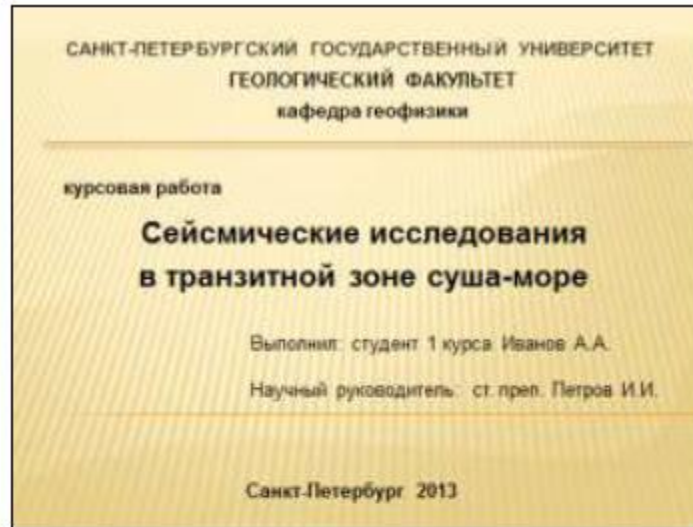 САНКТ-ПЕТЕРБУРГСКИЙ ГОСУДАРСТВЕННЫЙ УНИВЕРСИТЕТ
ГЕОЛОГИЧЕСКИЙ ФАКУЛЬТЕТ
кафедра геофизики
курсовая работа
Сейсмические исследования
в транзитной зоне суша-море
Выполнил: студент 1 курса Иванов А.А.
Научный руководитель: ст. преп. Петров И.И.
Санкт-Петербург 2013